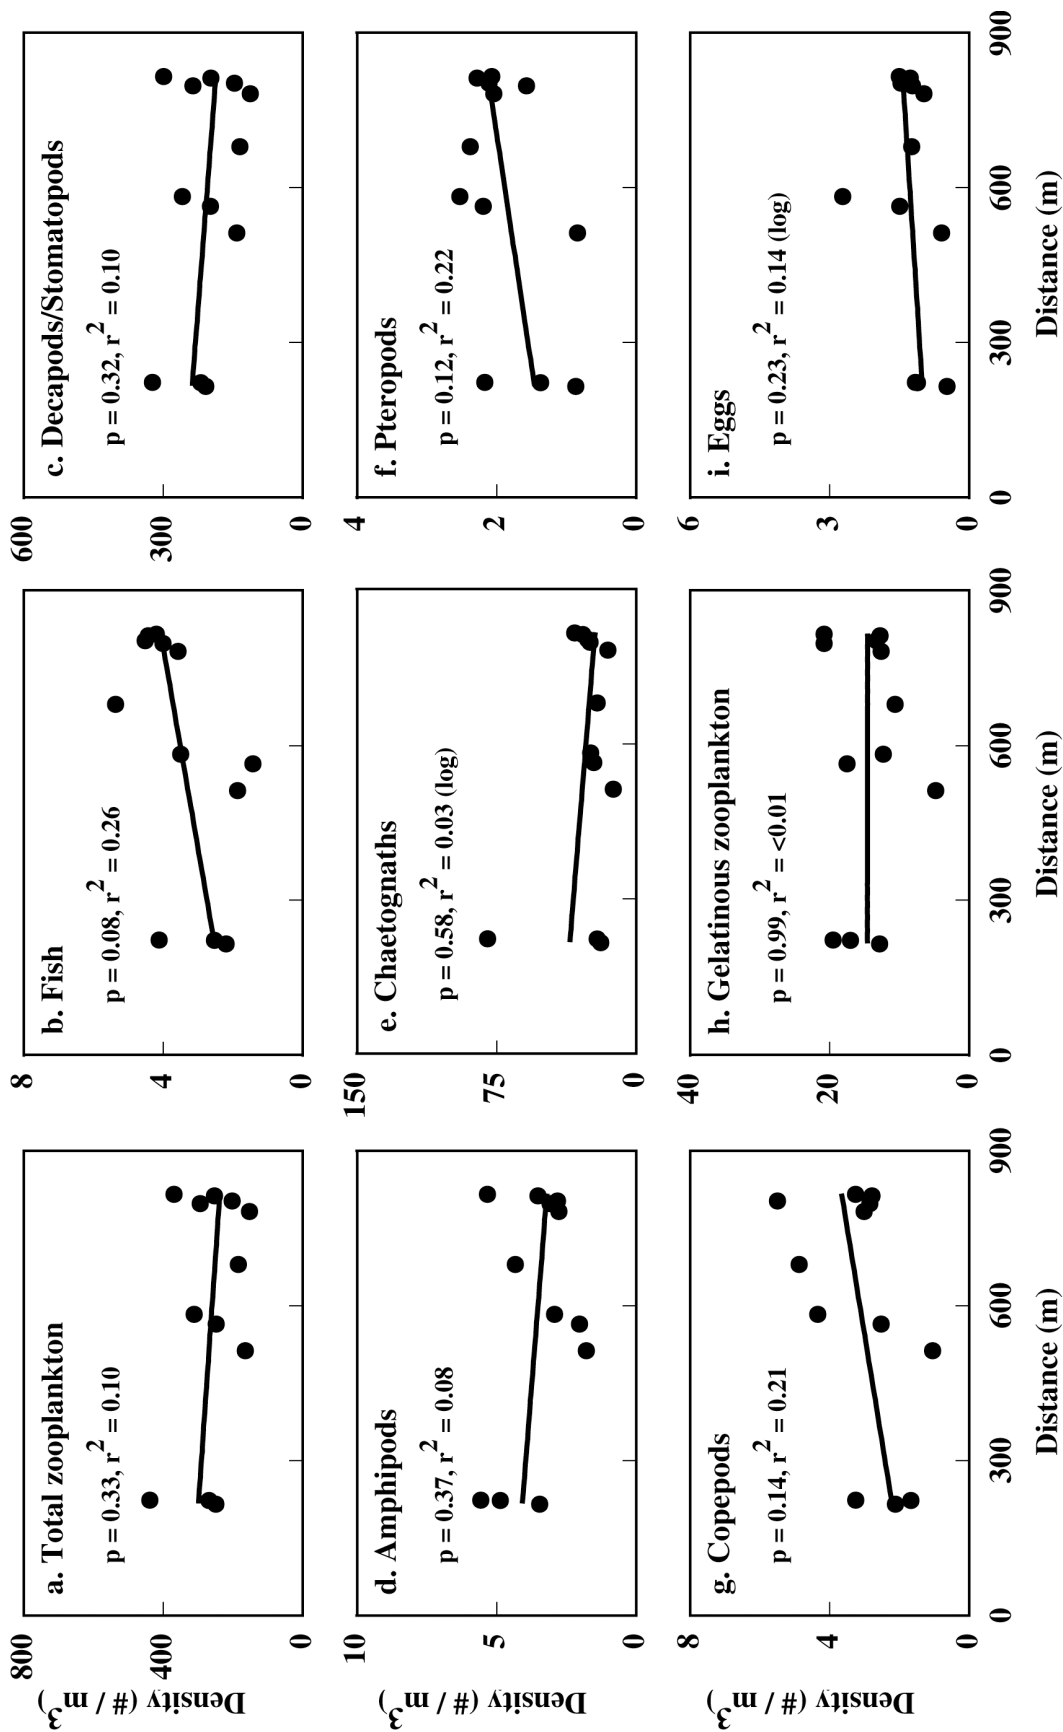 a. Total zooplankton
p = 0.33, r² = 0.10
800
400
0
Density (# / m³)
b. Fish
p = 0.08, r² = 0.26
8
4
0
c. Decapods/Stomatopods
p = 0.32, r² = 0.10
600
300
0
d. Amphipods
p = 0.37, r² = 0.08
10
5
0
Density (# / m³)
e. Chaetognaths
p = 0.58, r² = 0.03 (log)
150
75
0
f. Pteropods
p = 0.12, r² = 0.22
4
2
0
g. Copepods
p = 0.14, r² = 0.21
8
4
0
Density (# / m³)
0 300 600 900
Distance (m)
h. Gelatinous zooplankton
p = 0.99, r² = <0.01
40
20
0
0 300 600 900
Distance (m)
i. Eggs
p = 0.23, r² = 0.14 (log)
6
3
0
0 300 600 900
Distance (m)